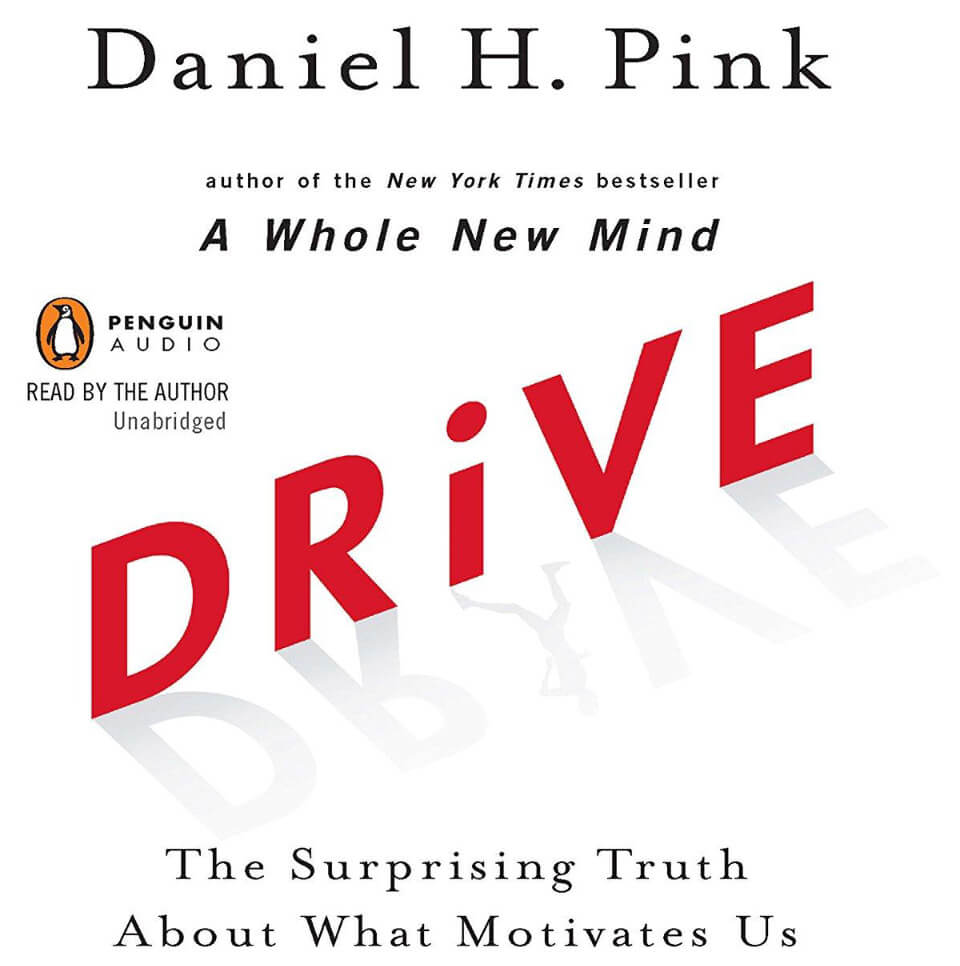 Daniel H. Pink
author of the New York Times bestseller
A Whole New Mind
PENGUIN
AUDIO
READ BY THE AUTHOR
Unabridged
DRiVE
The Surprising Truth
About What Motivates Us